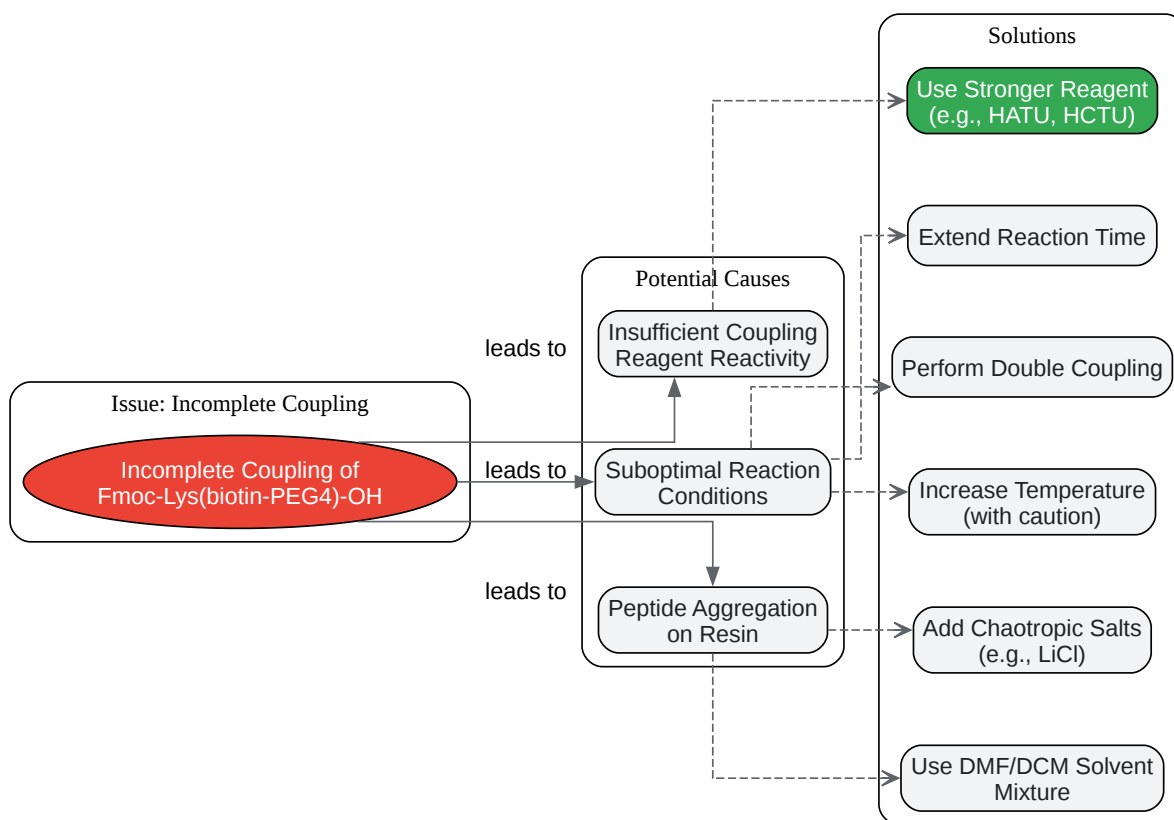 Issue: Incomplete Coupling
Incomplete Coupling of
Fmoc-Lys(biotin-PEG4)-OH
leads to
leads to
leads to
Potential Causes
Insufficient Coupling
Reagent Reactivity
Suboptimal Reaction
Conditions
Peptide Aggregation
on Resin
Solutions
Use Stronger Reagent
(e.g., HATU, HCTU)
Extend Reaction Time
Perform Double Coupling
Increase Temperature
(with caution)
Add Chaotropic Salts
(e.g., LiCl)
Use DMF/DCM Solvent
Mixture